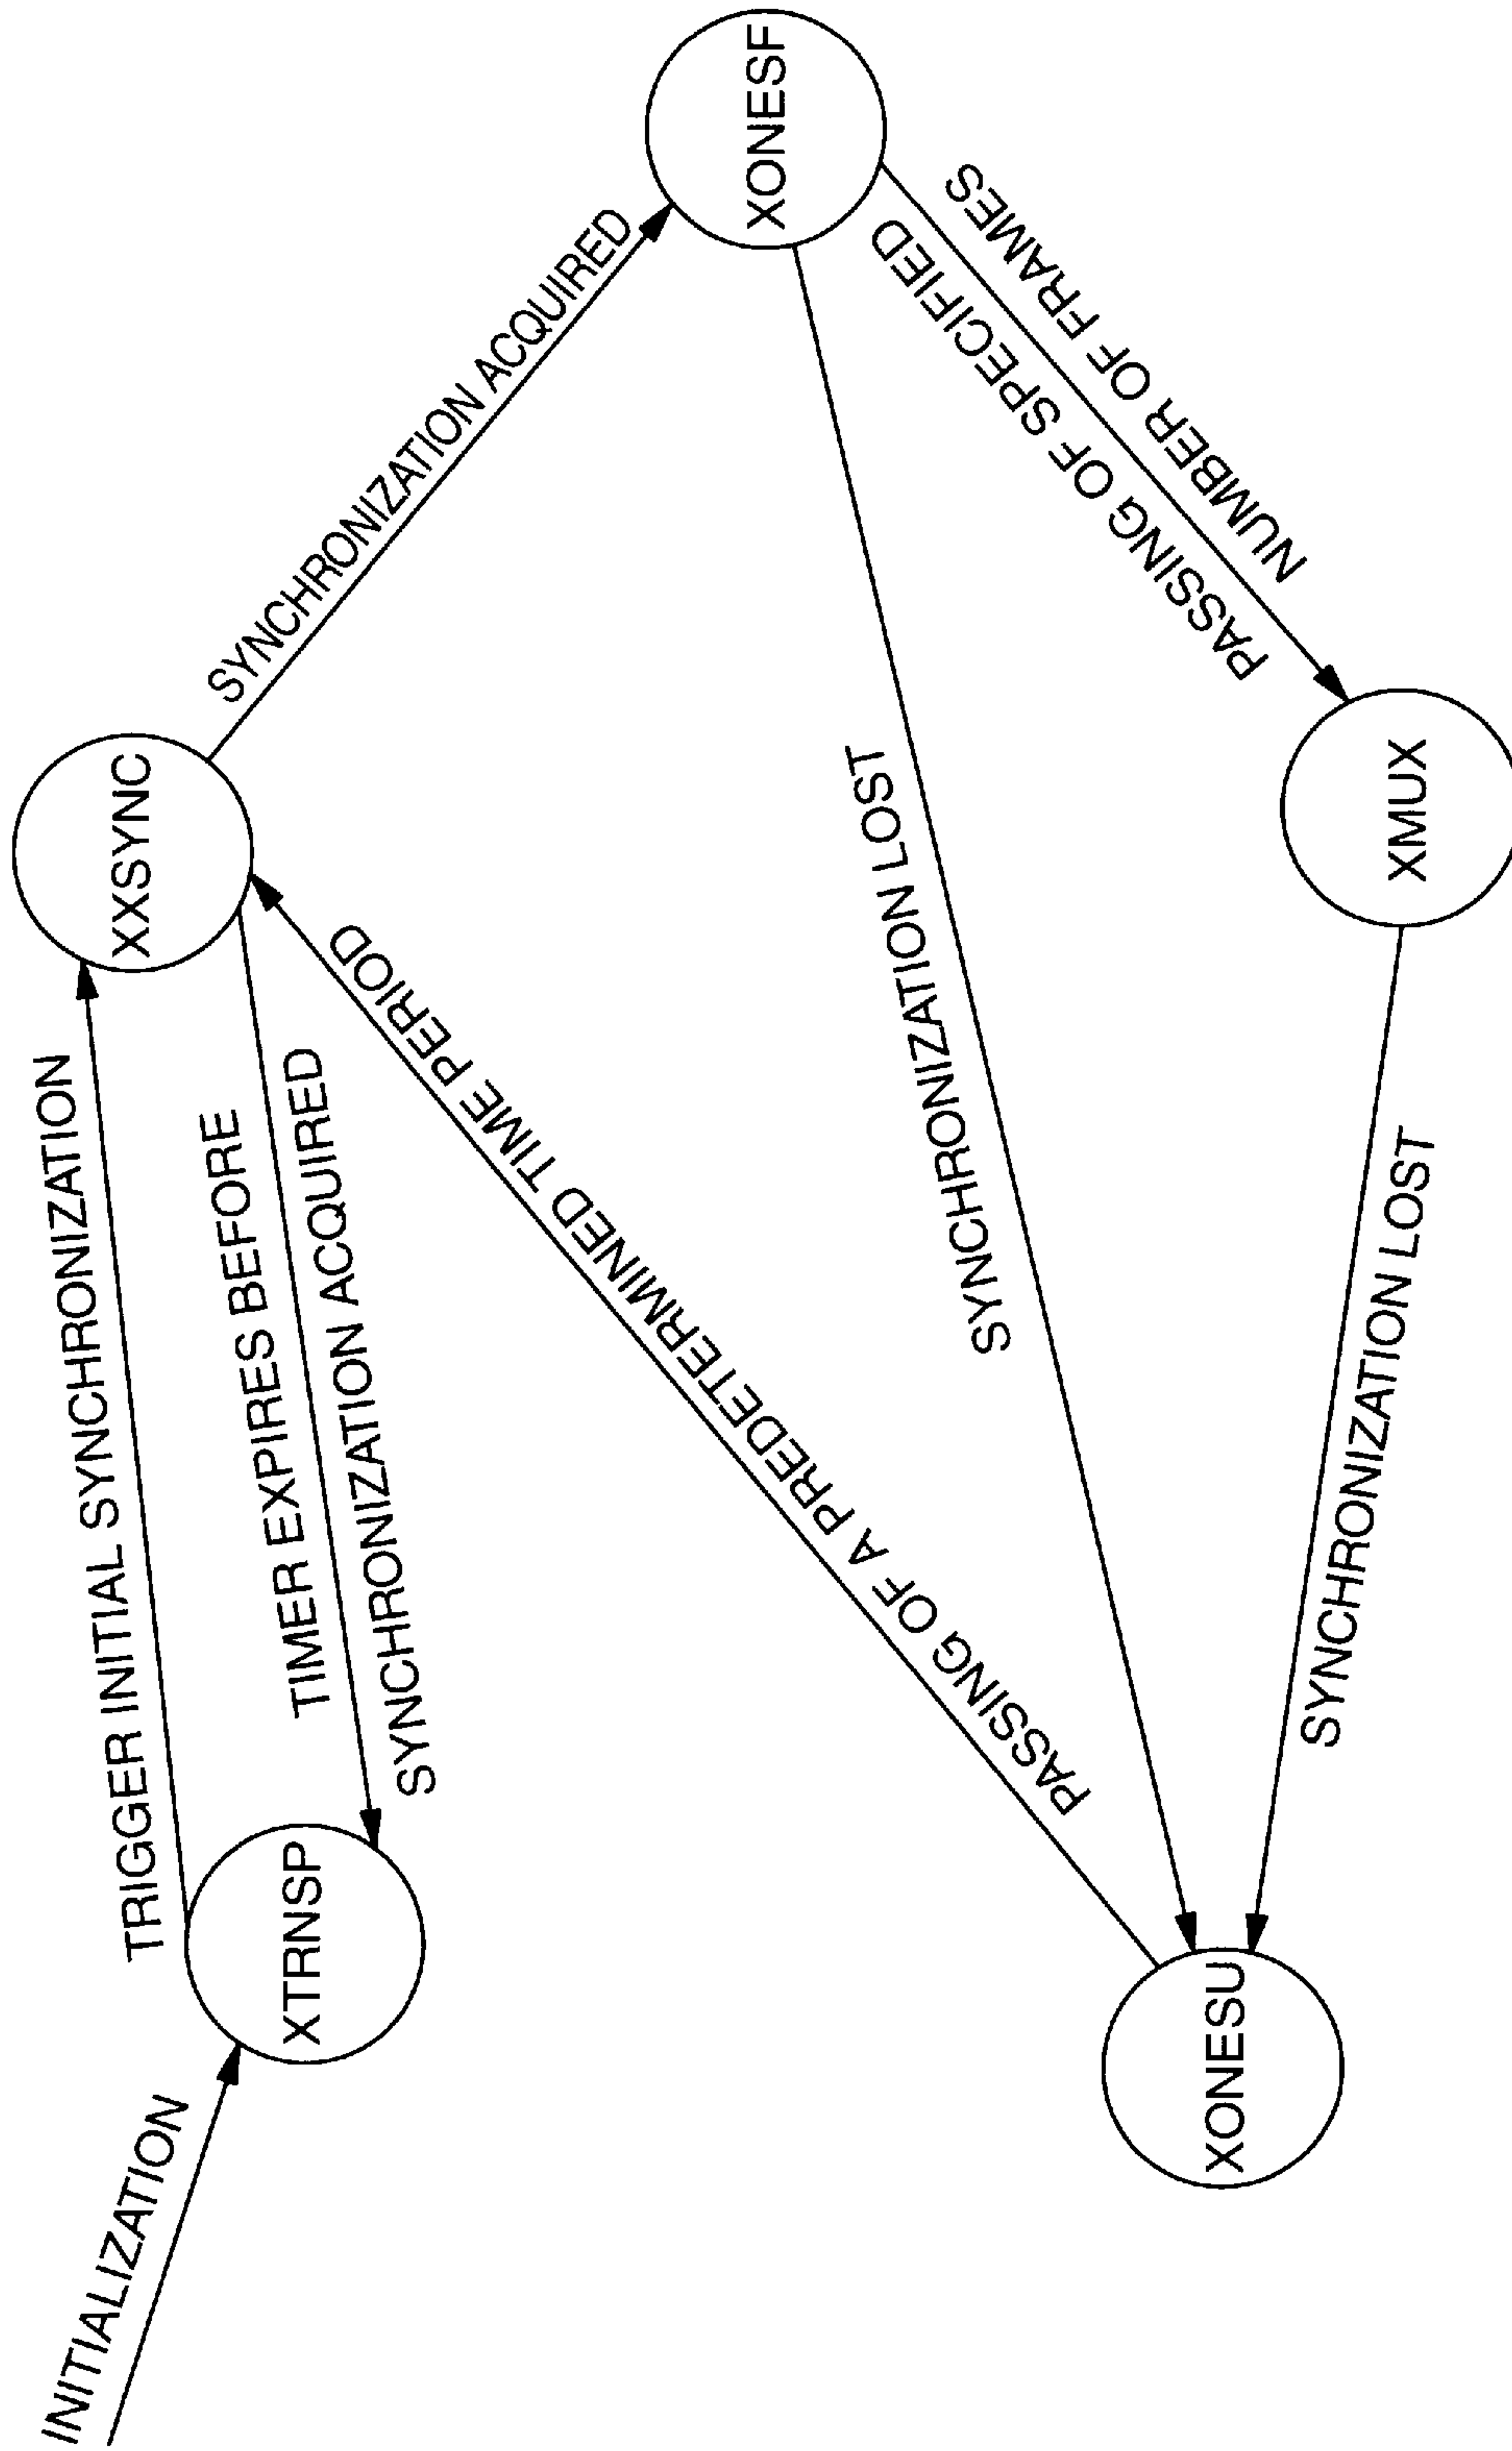 INITIALIZATION
XTRNSP
TRIGGER INITIAL SYNCHRONIZATION
TIMER EXPIRES BEFORE
SYNCHRONIZATION ACQUIRED
XXSYNC
SYNCHRONIZATION ACQUIRED
XONESF
PASSING OF A PREDETERMINED TIME PERIOD
SYNCHRONIZATION LOST
PASSING OF SPECIFIED
NUMBER OF FRAMES
XONESU
SYNCHRONIZATION LOST
XMUX